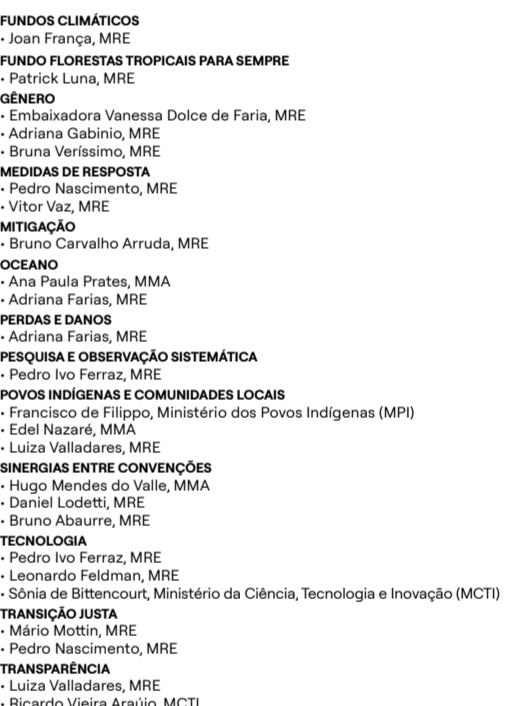 FUNDOS CLIMÁTICOS
• Joan França, MRE
FUNDO FLORESTAS TROPICAIS PARA SEMPRE
• Patrick Luna, MRE
GÊNERO
• Embaixadora Vanessa Dolce de Faria, MRE
• Adriana Gabinio, MRE
• Bruna Veríssimo, MRE
MEDIDAS DE RESPOSTA
• Pedro Nascimento, MRE
• Vitor Vaz, MRE
MITIGAÇÃO
• Bruno Carvalho Arruda, MRE
OCEANO
• Ana Paula Prates, MMA
• Adriana Farias, MRE
PERDAS E DANOS
• Adriana Farias, MRE
PESQUISA E OBSERVAÇÃO SISTEMÁTICA
• Pedro Ivo Ferraz, MRE
POVOS INDÍGENAS E COMUNIDADES LOCAIS
• Francisco de Filippo, Ministério dos Povos Indígenas (MPI)
• Edel Nazaré, MMA
• Luiza Valladares, MRE
SINERGIAS ENTRE CONVENÇÕES
• Hugo Mendes do Valle, MMA
• Daniel Lodetti, MRE
• Bruno Abaurre, MRE
TECNOLOGIA
• Pedro Ivo Ferraz, MRE
• Leonardo Feldman, MRE
• Sônia de Bittencourt, Ministério da Ciência, Tecnologia e Inovação (MCTI)
TRANSIÇÃO JUSTA
• Mário Mottin, MRE
• Pedro Nascimento, MRE
TRANSPARÊNCIA
• Luiza Valladares, MRE
• Ricardo Vieira Araújo, MCTI